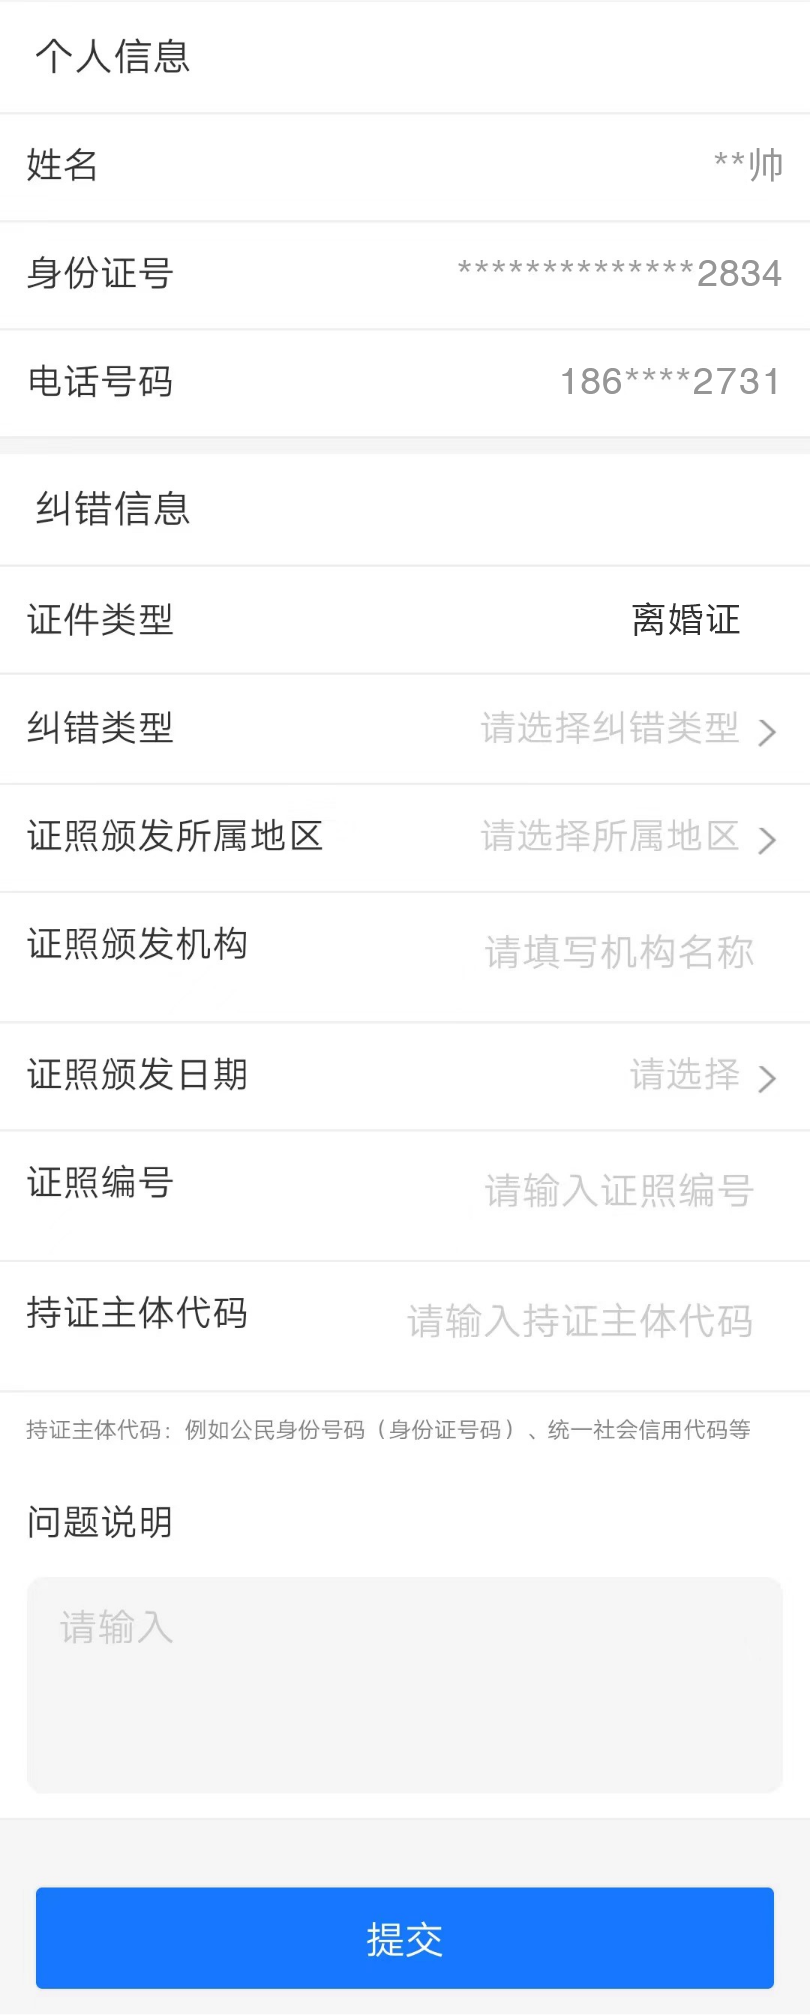 个人信息
姓名 **帅
身份证号 **************2834
电话号码 186****2731
纠错信息
证件类型 离婚证
纠错类型 请选择纠错类型
证照颁发所属地区 请选择所属地区
证照颁发机构 请填写机构名称
证照颁发日期 请选择
证照编号 请输入证照编号
持证主体代码 请输入持证主体代码
持证主体代码：例如公民身份号码（身份证号码）、统一社会信用代码等
问题说明
请输入
提交